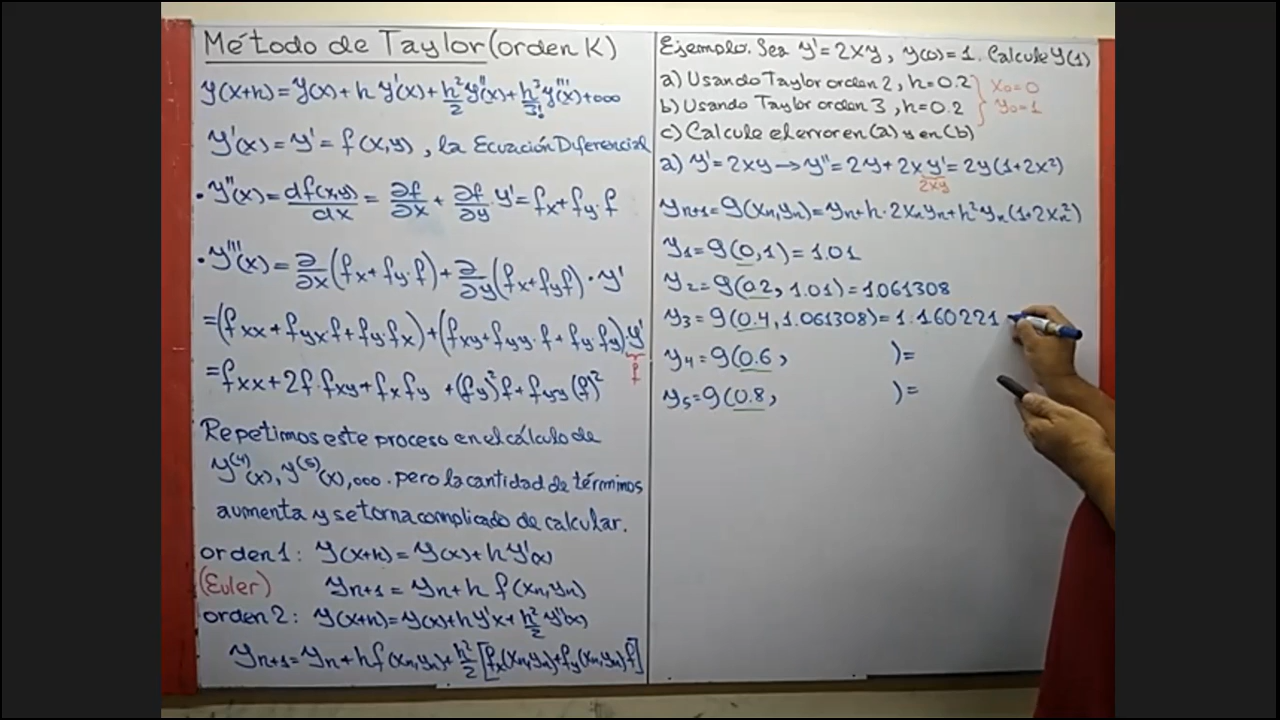 Método de Taylor (orden K)
y(x+h) = y(x) + h y'(x) + h²/2 y''(x) + h³/3! y'''(x) + ooo
y'(x) = y' = f(x,y), la Ecuación Diferencial
• y''(x) = df(x,y)/dx = ∂f/∂x + ∂f/∂y · y' = fx + fy · f
• y'''(x) = ∂/∂x (fx + fy · f) + ∂/∂y (fx + fy f) · y'
= (fxx + fyx f + fy fx) + (fxy + fyy · f + fy · fy) · y'
f
= fxx + 2f · fxy + fx fy + (fy)² f + fyy (f)²
Repetimos este proceso en el cálculo de
y⁽⁴⁾(x), y⁽⁵⁾(x), ooo. pero la cantidad de términos
aumenta y se torna complicado de calcular.
orden 1: y(x+h) = y(x) + h y'(x)
(Euler) yn+1 = yn + h f(xn, yn)
orden 2: y(x+h) = y(x) + h y'x + h²/2 y''(x)
yn+1 = yn + h f(xn, yn) + h²/2 [fx(xn, yn) + fy(xn, yn) f]
Ejemplo. Sea y' = 2xy, y(0) = 1. Calcule y(1)
a) Usando Taylor orden 2, h = 0.2
b) Usando Taylor orden 3, h = 0.2
x0 = 0
y0 = 1
c) Calcule el error en (a) y en (b)
a) y' = 2xy → y'' = 2y + 2x y' = 2y(1+2x²)
2xy
yn+1 = g(xn, yn) = yn + h · 2xn yn + h² yn (1+2xn²)
y1 = g(0, 1) = 1.01
y2 = g(0.2, 1.01) = 1.061308
y3 = g(0.4, 1.061308) = 1.160221
y4 = g(0.6, ) =
y5 = g(0.8, ) =